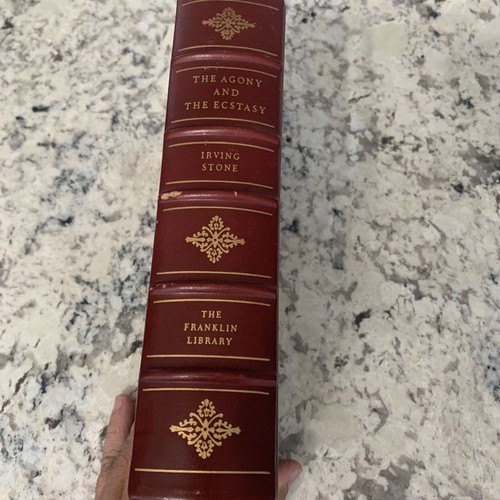 THE AGONY
AND
THE ECSTASY
IRVING
STONE
THE
FRANKLIN
LIBRARY